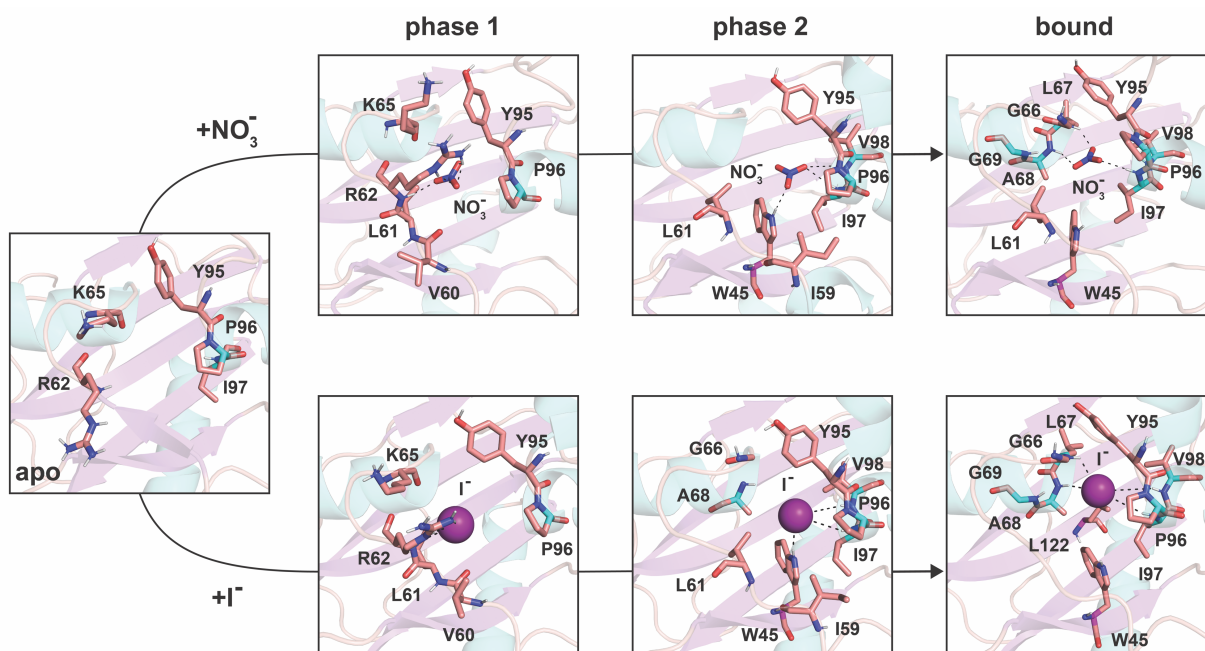 phase 1
phase 2
bound
+NO₃⁻
K65
Y95
R62
P96
NO₃⁻
L61
V60
Y95
V98
NO₃⁻
P96
L61
I97
W45
I59
L67
Y95
G66
V98
G69
A68
P96
NO₃⁻
L61
I97
W45
Y95
K65
P96
R62
I97
apo
+I⁻
K65
Y95
I⁻
R62
P96
L61
V60
G66
Y95
V98
I⁻
A68
P96
I97
L61
W45
I59
L67
Y95
G66
I⁻
V98
G69
A68
P96
L122
I97
W45